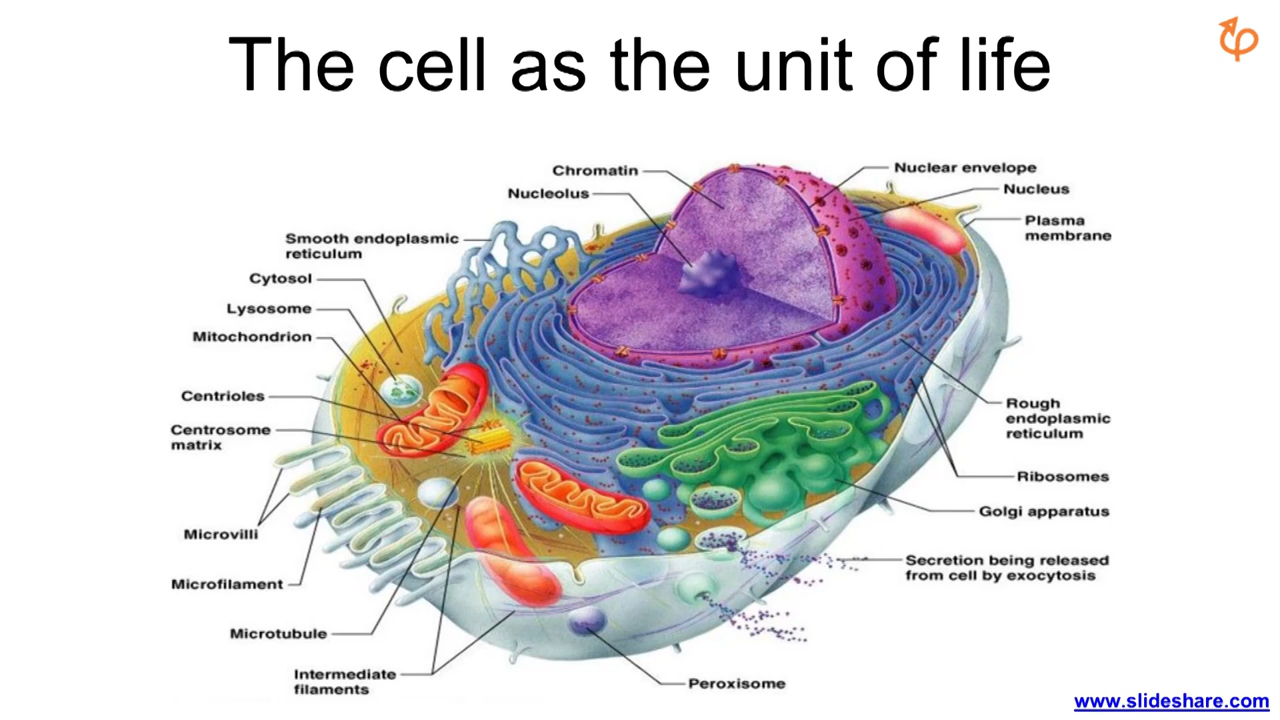 The cell as the unit of life
Chromatin
Nucleolus
Smooth endoplasmic
reticulum
Cytosol
Lysosome
Mitochondrion
Centrioles
Centrosome
matrix
Microvilli
Microfilament
Microtubule
Intermediate
filaments
Nuclear envelope
Nucleus
Plasma
membrane
Rough
endoplasmic
reticulum
Ribosomes
Golgi apparatus
Secretion being released
from cell by exocytosis
Peroxisome
www.slideshare.com